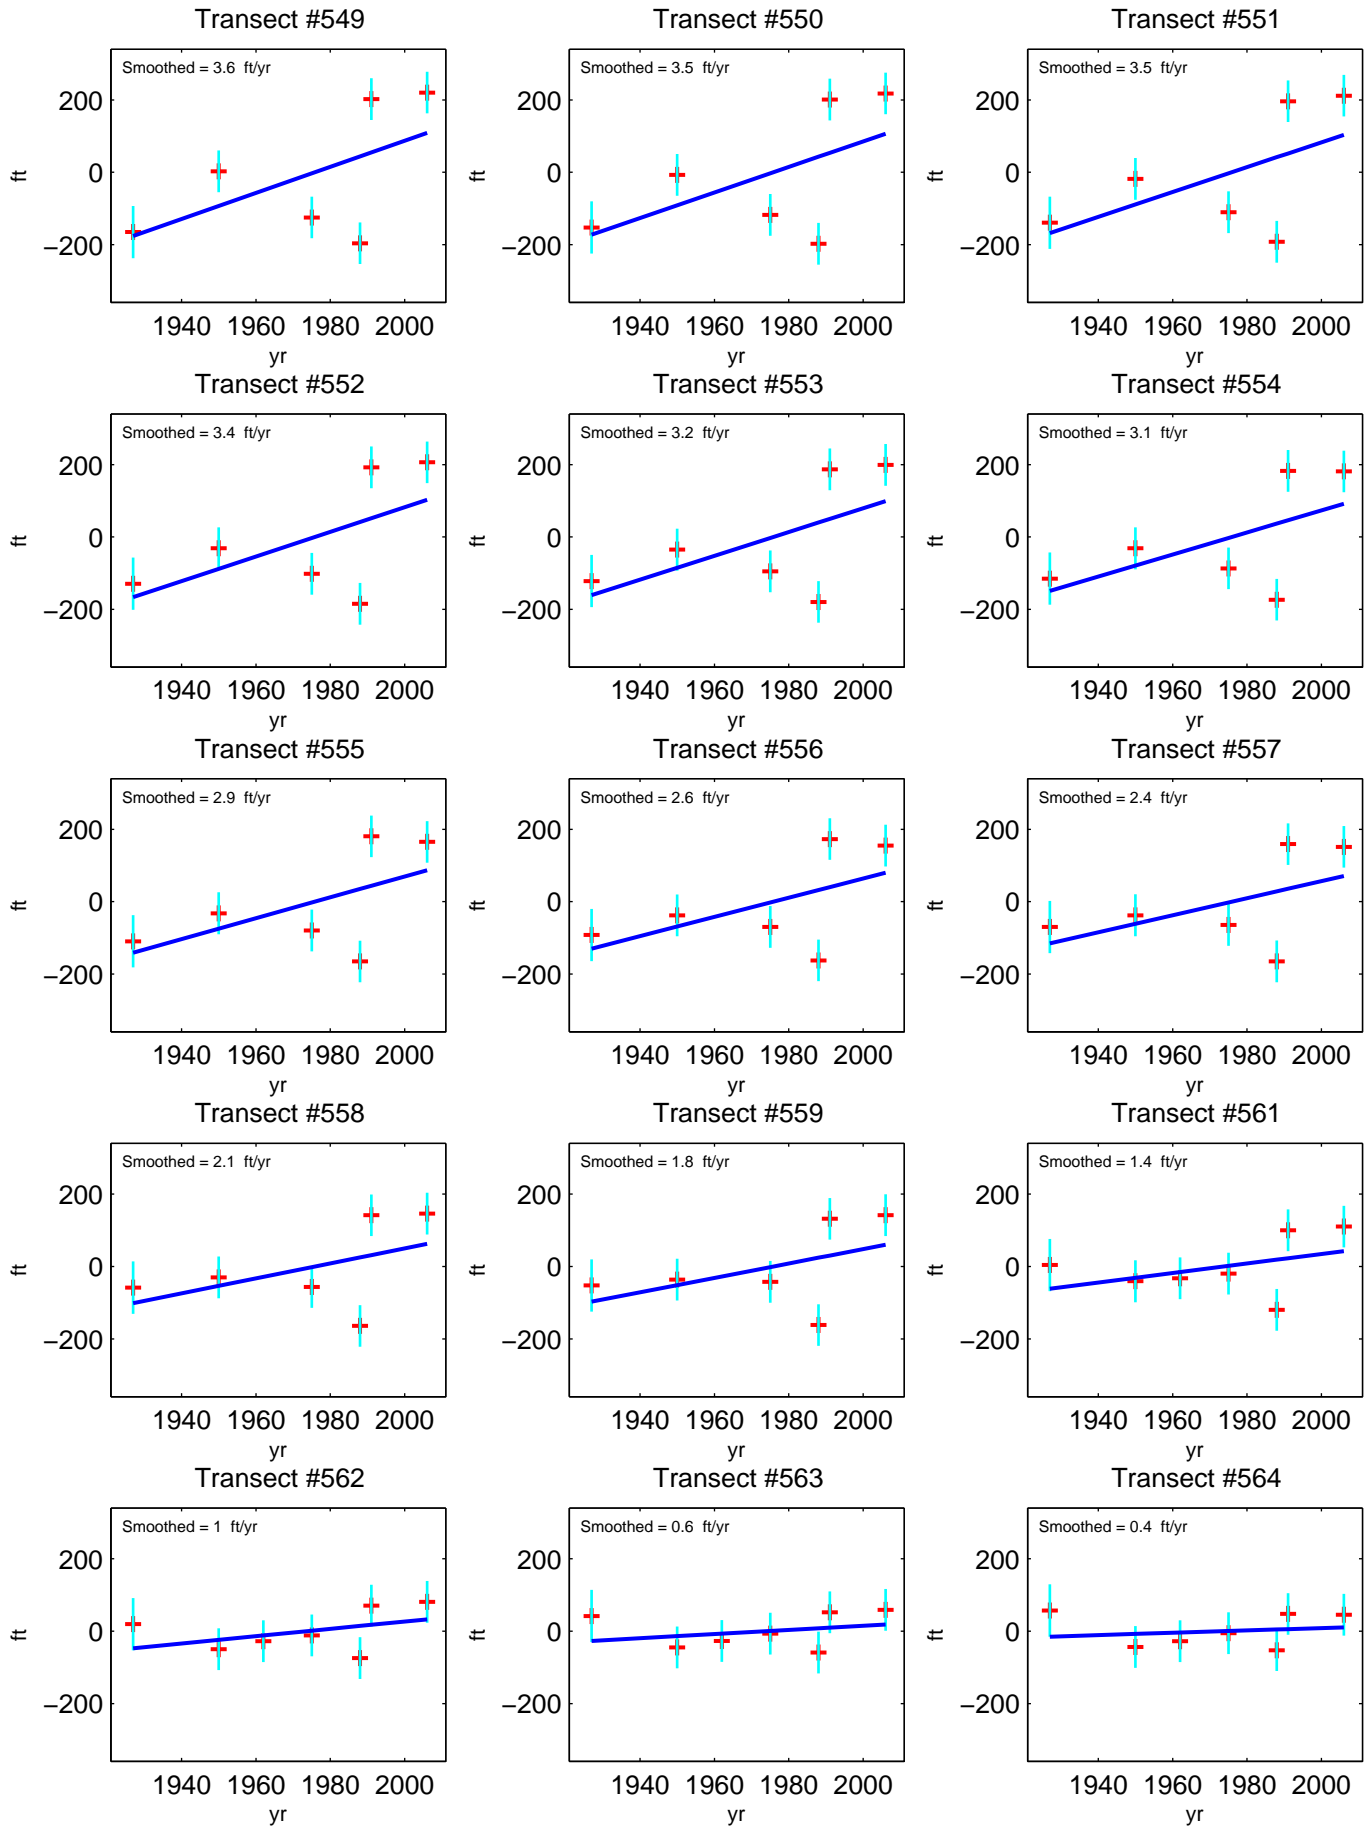 Transect #549 Transect #550 Transect #551
Smoothed = 3.6 ft/yr Smoothed = 3.5 ft/yr Smoothed = 3.5 ft/yr
200 200 200
0 0 0
ft ft ft
−200 −200 −200
1940 1960 1980 2000 1940 1960 1980 2000 1940 1960 1980 2000
yr yr yr
Transect #552 Transect #553 Transect #554
Smoothed = 3.4 ft/yr Smoothed = 3.2 ft/yr Smoothed = 3.1 ft/yr
200 200 200
0 0 0
ft ft ft
−200 −200 −200
1940 1960 1980 2000 1940 1960 1980 2000 1940 1960 1980 2000
yr yr yr
Transect #555 Transect #556 Transect #557
Smoothed = 2.9 ft/yr Smoothed = 2.6 ft/yr Smoothed = 2.4 ft/yr
200 200 200
0 0 0
ft ft ft
−200 −200 −200
1940 1960 1980 2000 1940 1960 1980 2000 1940 1960 1980 2000
yr yr yr
Transect #558 Transect #559 Transect #561
Smoothed = 2.1 ft/yr Smoothed = 1.8 ft/yr Smoothed = 1.4 ft/yr
200 200 200
0 0 0
ft ft ft
−200 −200 −200
1940 1960 1980 2000 1940 1960 1980 2000 1940 1960 1980 2000
yr yr yr
Transect #562 Transect #563 Transect #564
Smoothed = 1 ft/yr Smoothed = 0.6 ft/yr Smoothed = 0.4 ft/yr
200 200 200
0 0 0
ft ft ft
−200 −200 −200
1940 1960 1980 2000 1940 1960 1980 2000 1940 1960 1980 2000
yr yr yr